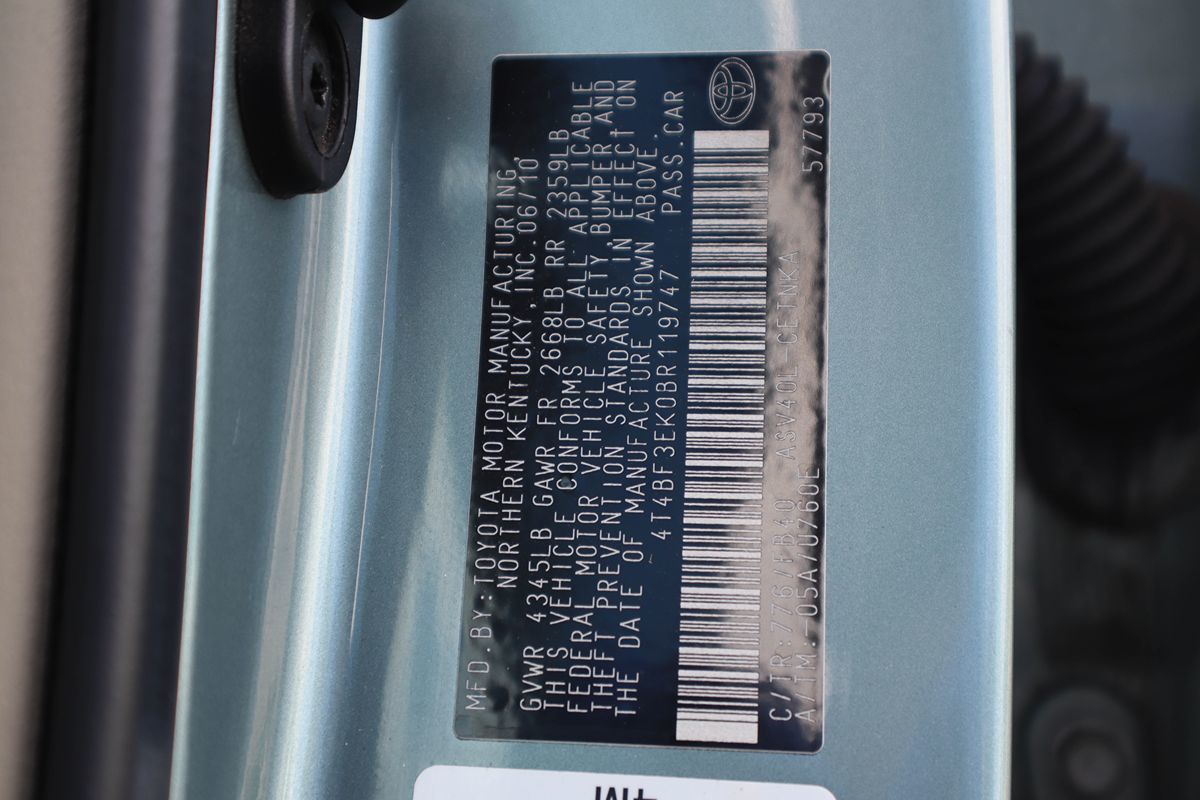 MFD.BY:TOYOTA MOTOR MANUFACTURING,
NORTHERN KENTUCKY,INC.06/10
GVWR 4345LB GAWR FR 2668LB RR 2359LB
THIS VEHICLE CONFORMS TO ALL APPLICABLE
FEDERAL MOTOR VEHICLE SAFETY,BUMPER,AND
THEFT PREVENTION STANDARDS IN EFFECT ON
THE DATE OF MANUFACTURE SHOWN ABOVE.
4T4BF3EK0BR119747 PASS.CAR
C/TR:776/FB40 ASV40L-CETNKA 57793
A/TM:-05A/U760E